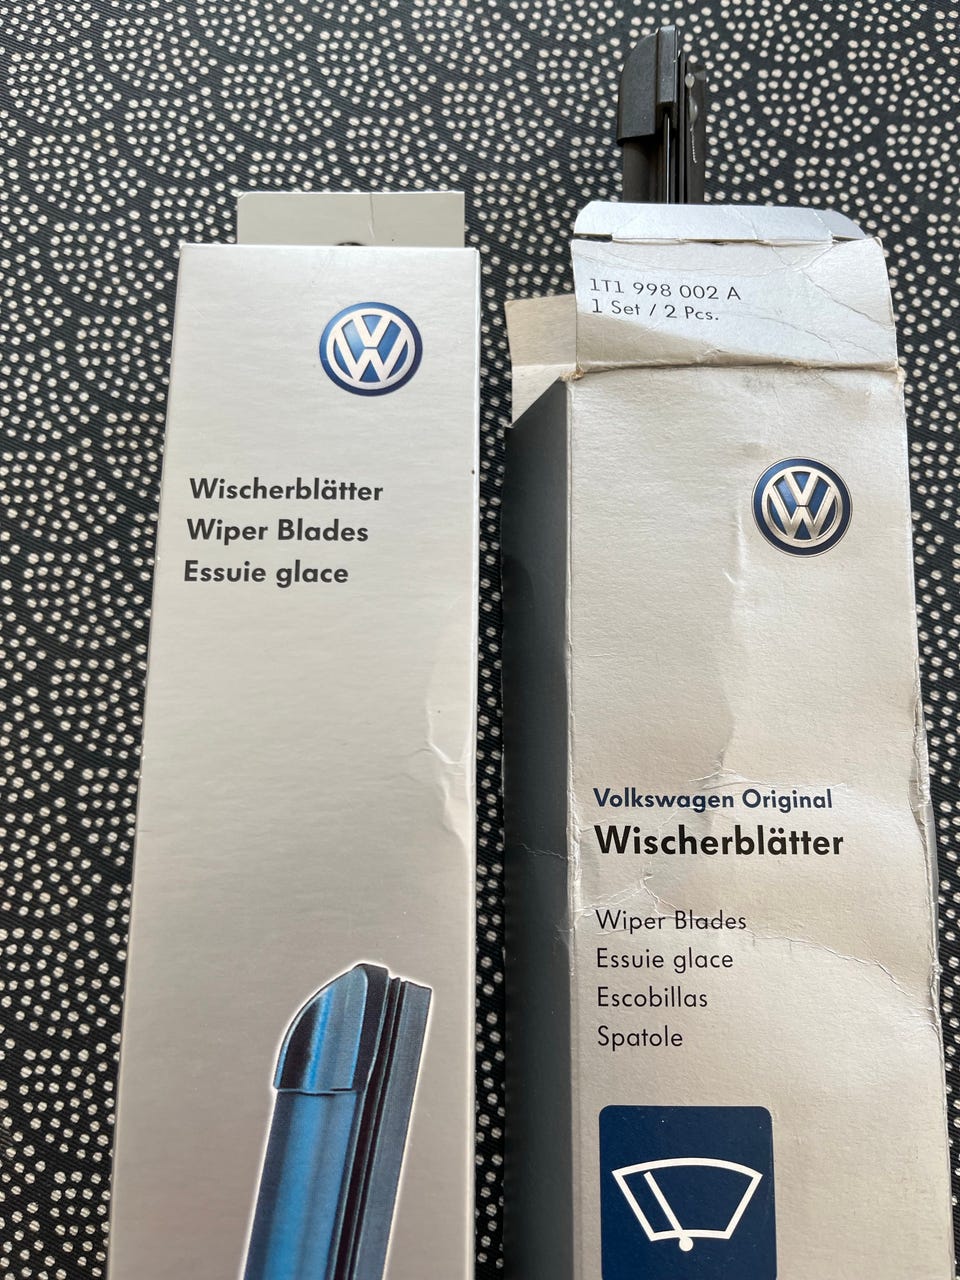 Wischerblätter
Wiper Blades
Essuie glace
1T1 998 002 A
1 Set / 2 Pcs.
Volkswagen Original
Wischerblätter
Wiper Blades
Essuie glace
Escobillas
Spatole